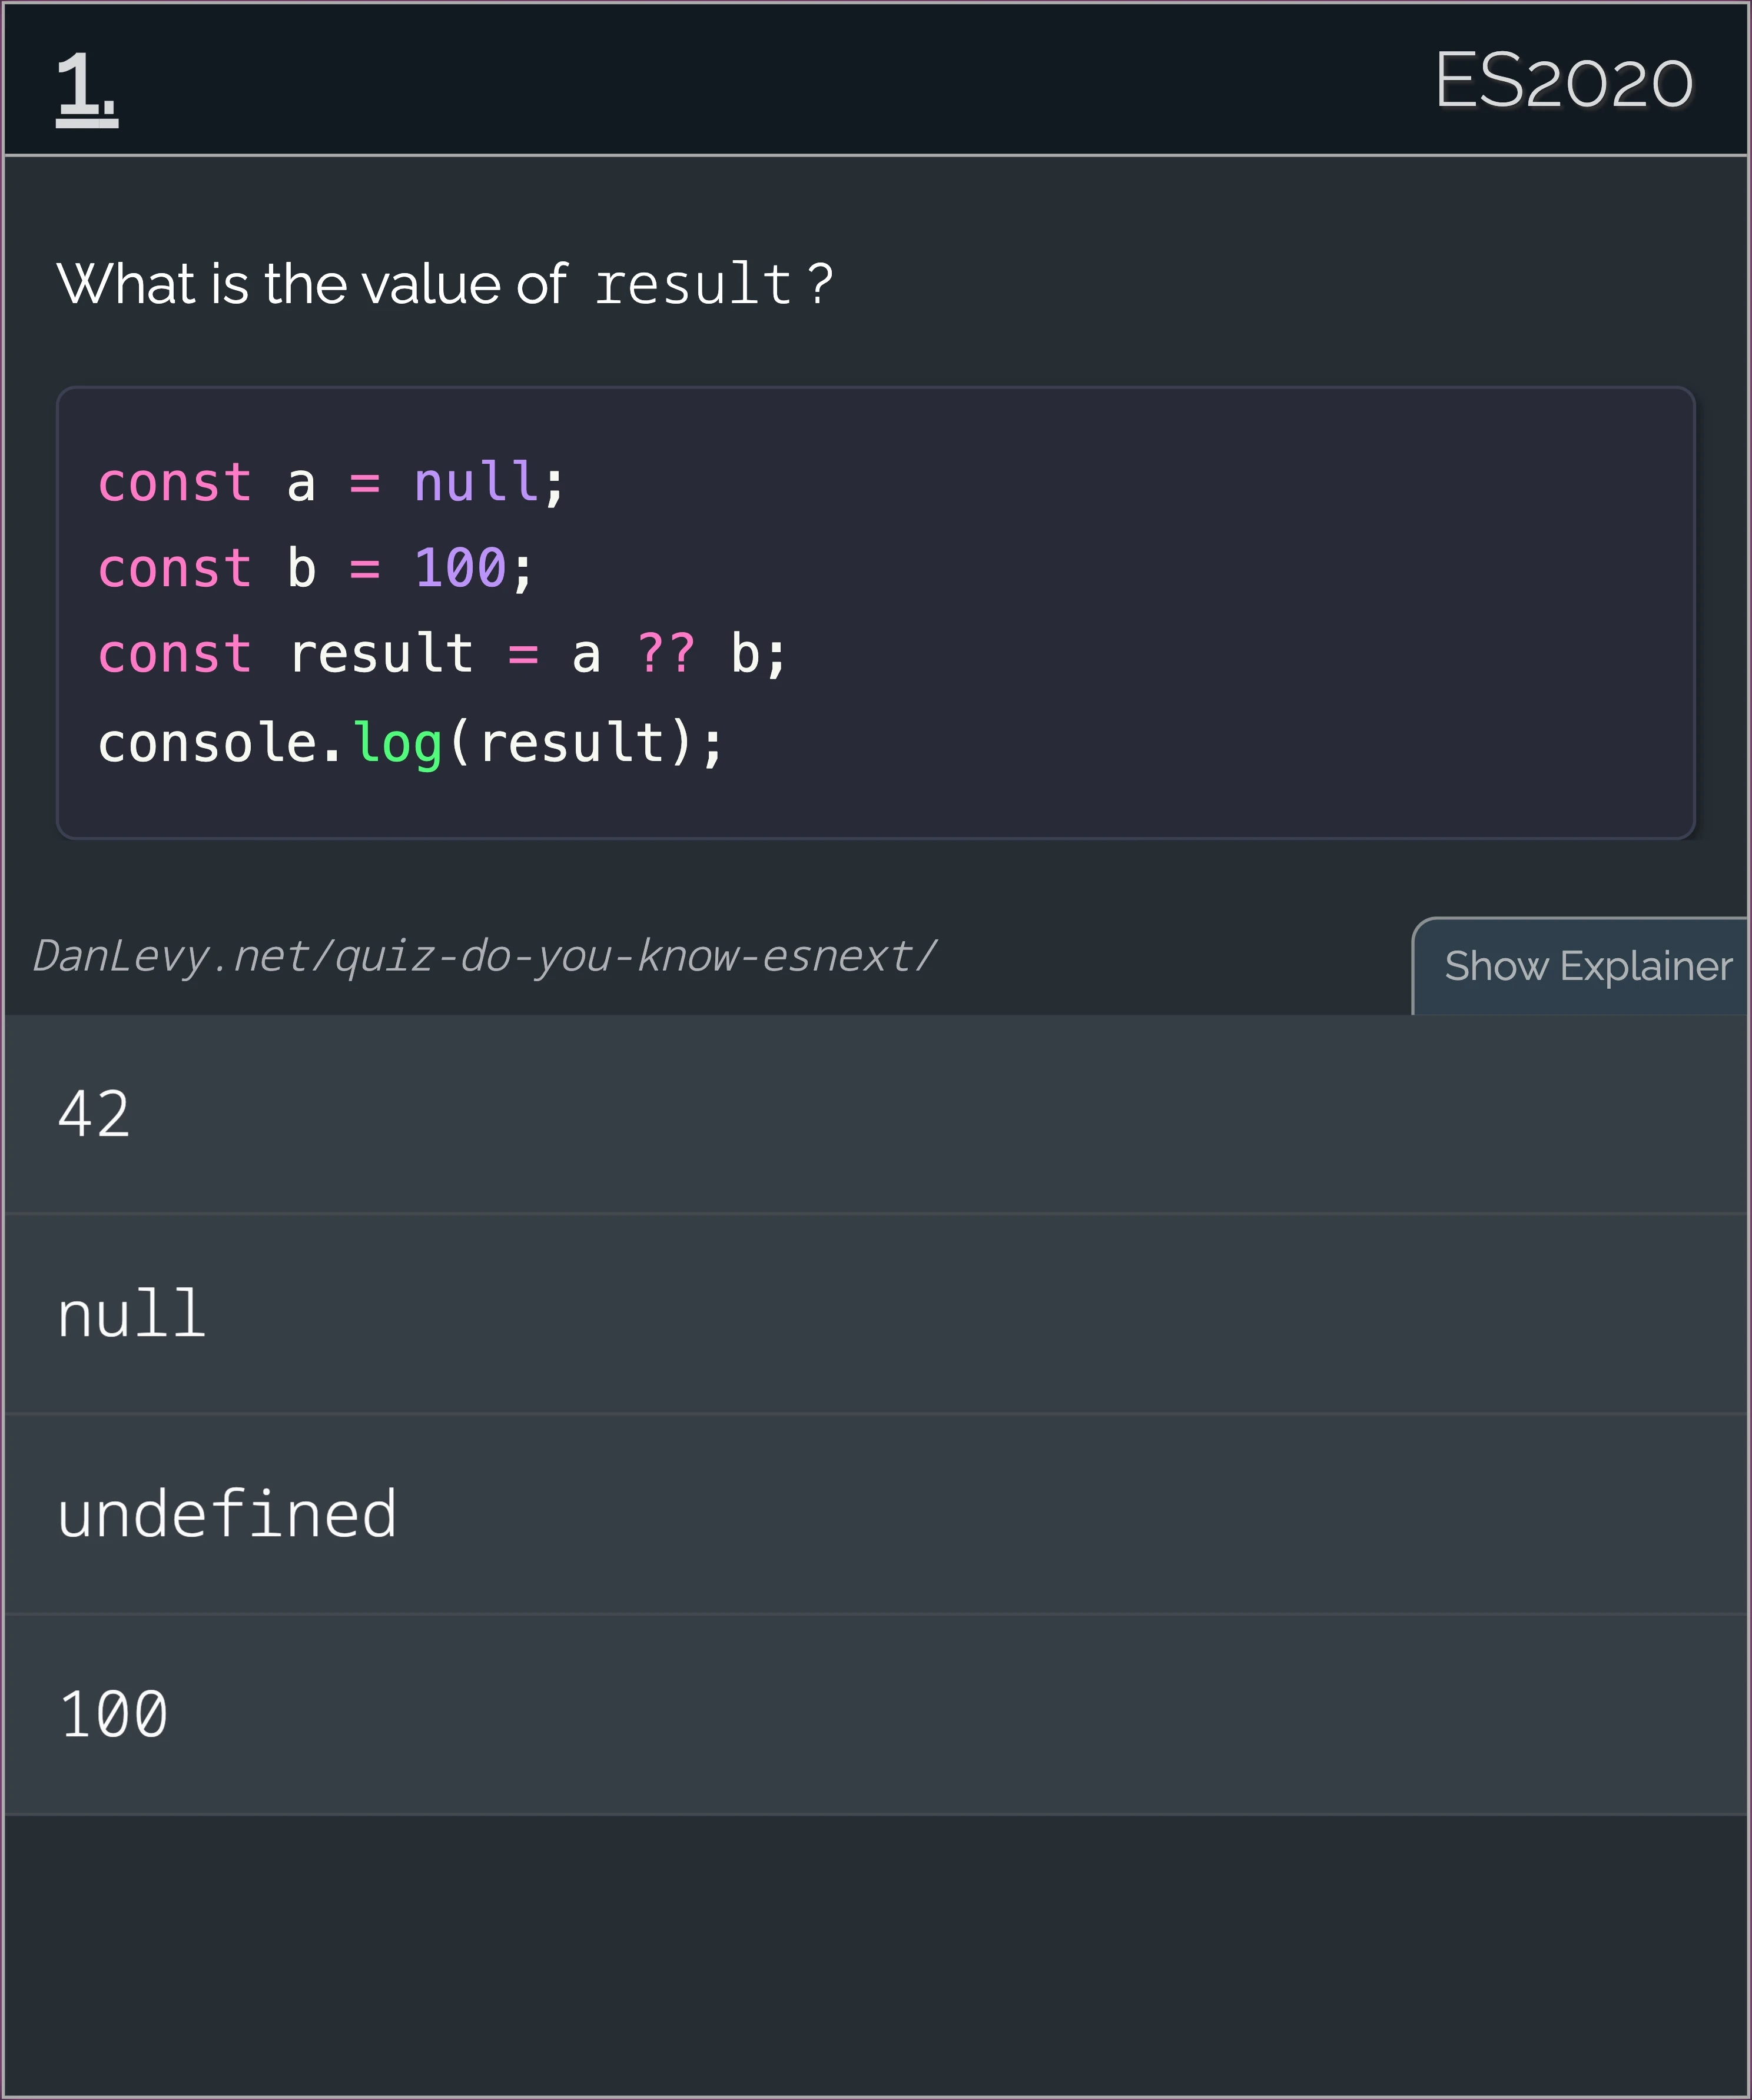 1.
ES2020
What is the value of result?
const a = null;
const b = 100;
const result = a ?? b;
console.log(result);
DanLevy.net/quiz-do-you-know-esnext/
Show Explainer
42
null
undefined
100